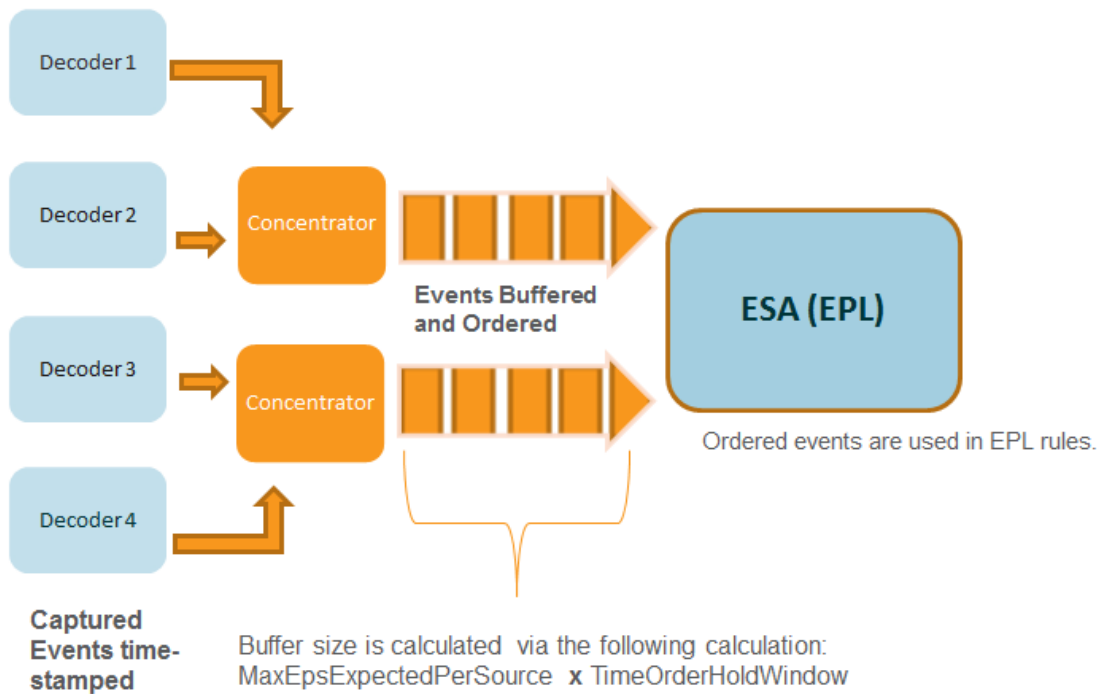 Decoder 1
Decoder 2
Concentrator
Events Buffered
and Ordered
ESA (EPL)
Decoder 3
Concentrator
Ordered events are used in EPL rules.
Decoder 4
Captured
Events time-
stamped
Buffer size is calculated via the following calculation:
MaxEpsExpectedPerSource x TimeOrderHoldWindow